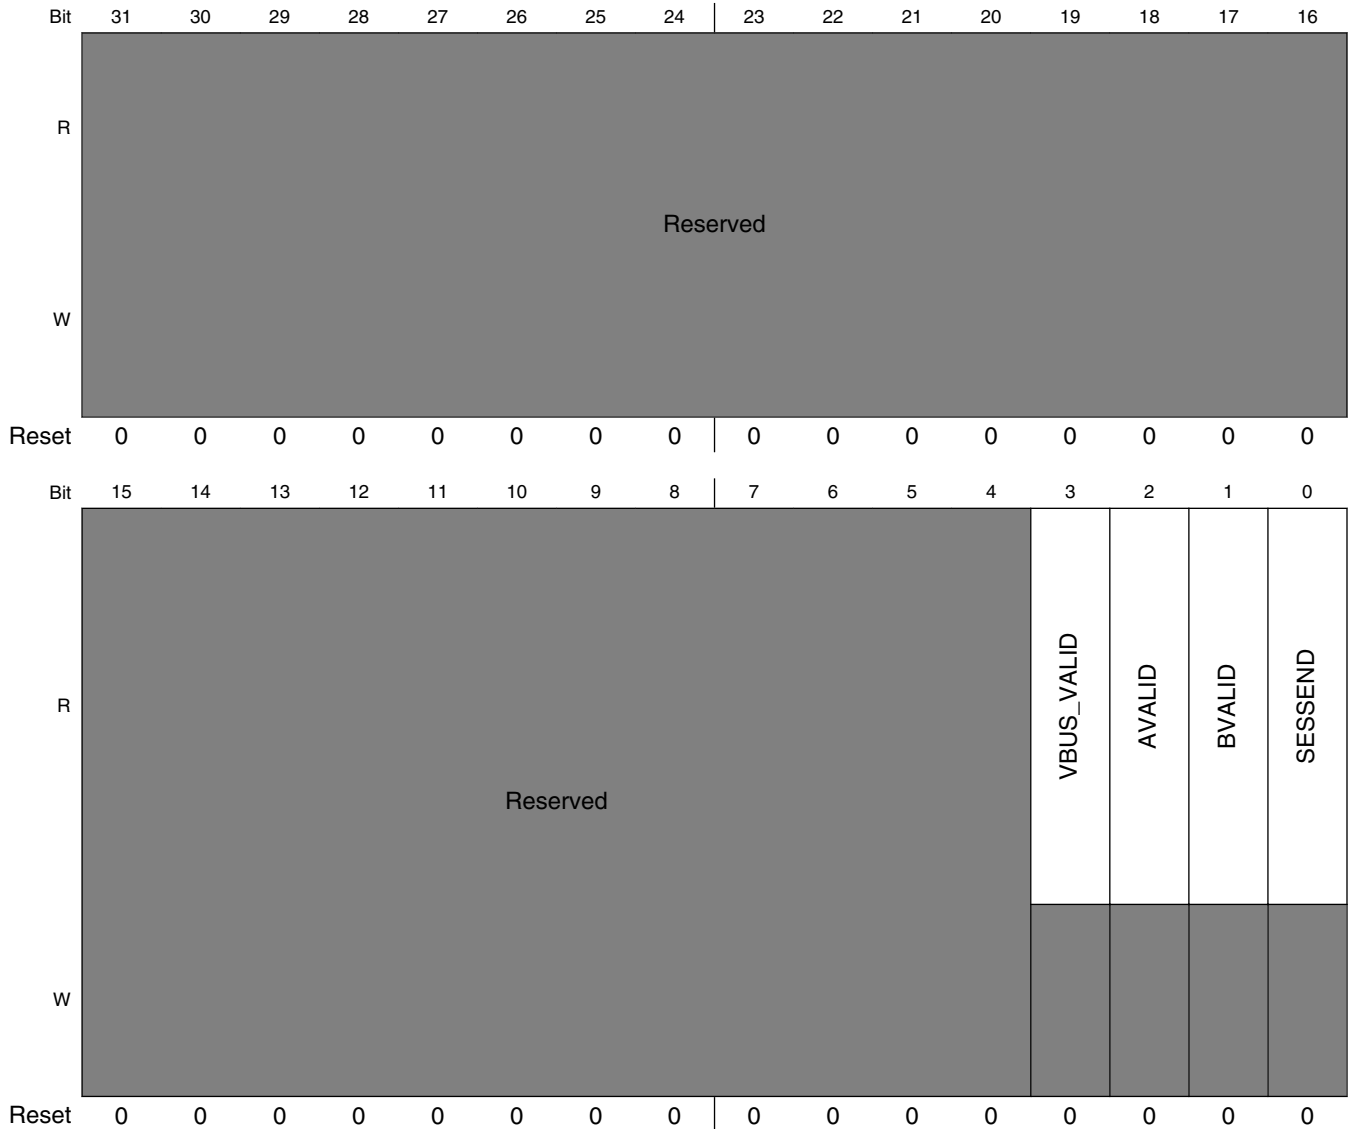 Bit 31 30 29 28 27 26 25 24 23 22 21 20 19 18 17 16
R
Reserved
W
Reset 0 0 0 0 0 0 0 0 0 0 0 0 0 0 0 0
Bit 15 14 13 12 11 10 9 8 7 6 5 4 3 2 1 0
R
VBUS_VALID
AVALID
BVALID
SESSEND
Reserved
W
Reset 0 0 0 0 0 0 0 0 0 0 0 0 0 0 0 0